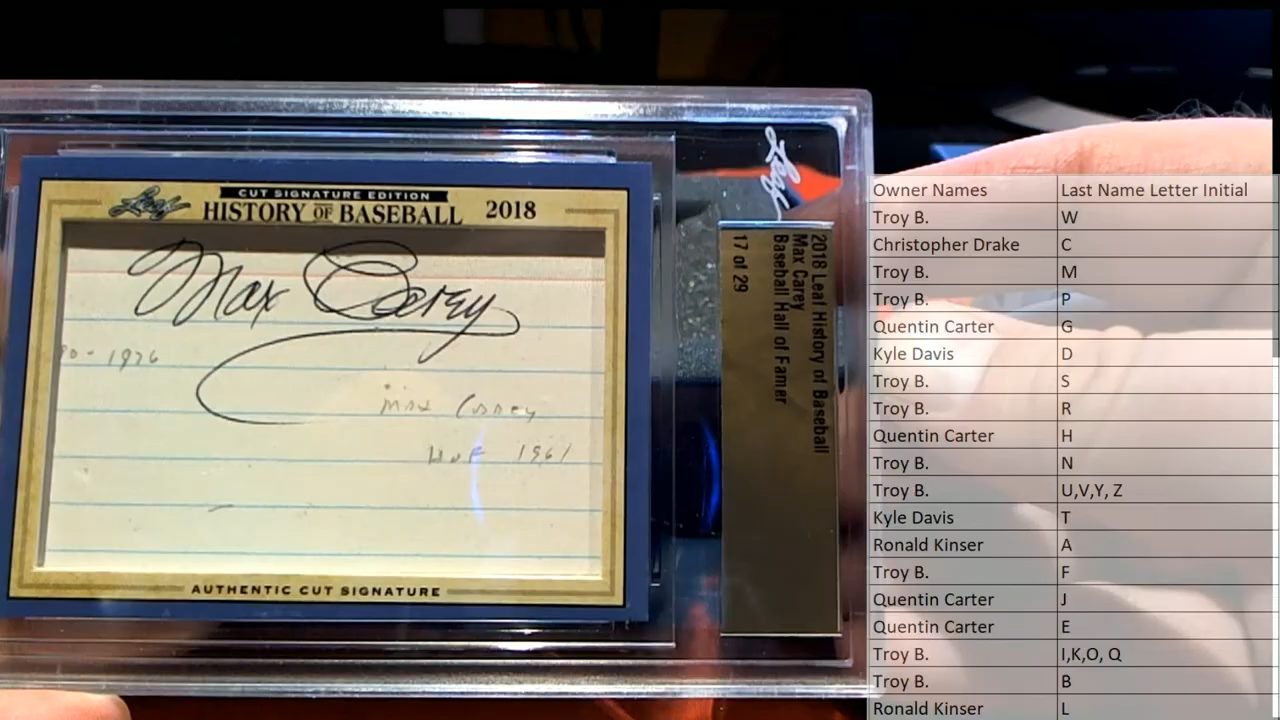 Leaf
CUT SIGNATURE EDITION
HISTORY OF BASEBALL 2018
Max Carey
90-1976
Max Carey
HOF 1961
AUTHENTIC CUT SIGNATURE
Leaf
2018 Leaf History of Baseball
Max Carey
Baseball Hall of Famer
17 of 29
Owner Names Last Name Letter Initial
Troy B. W
Christopher Drake C
Troy B. M
Troy B. P
Quentin Carter G
Kyle Davis D
Troy B. S
Troy B. R
Quentin Carter H
Troy B. N
Troy B. U,V,Y, Z
Kyle Davis T
Ronald Kinser A
Troy B. F
Quentin Carter J
Quentin Carter E
Troy B. I,K,O, Q
Troy B. B
Ronald Kinser L